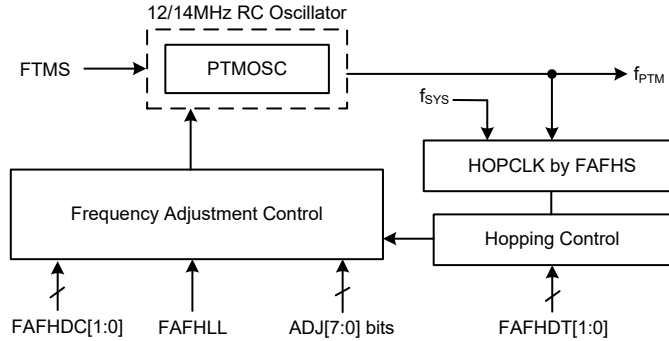 12/14MHz RC Oscillator
FTMS
PTMOSC
fPTM
fSYS
HOPCLK by FAFHS
Frequency Adjustment Control
Hopping Control
FAFHDC[1:0]
FAFHLL
ADJ[7:0] bits
FAFHDT[1:0]